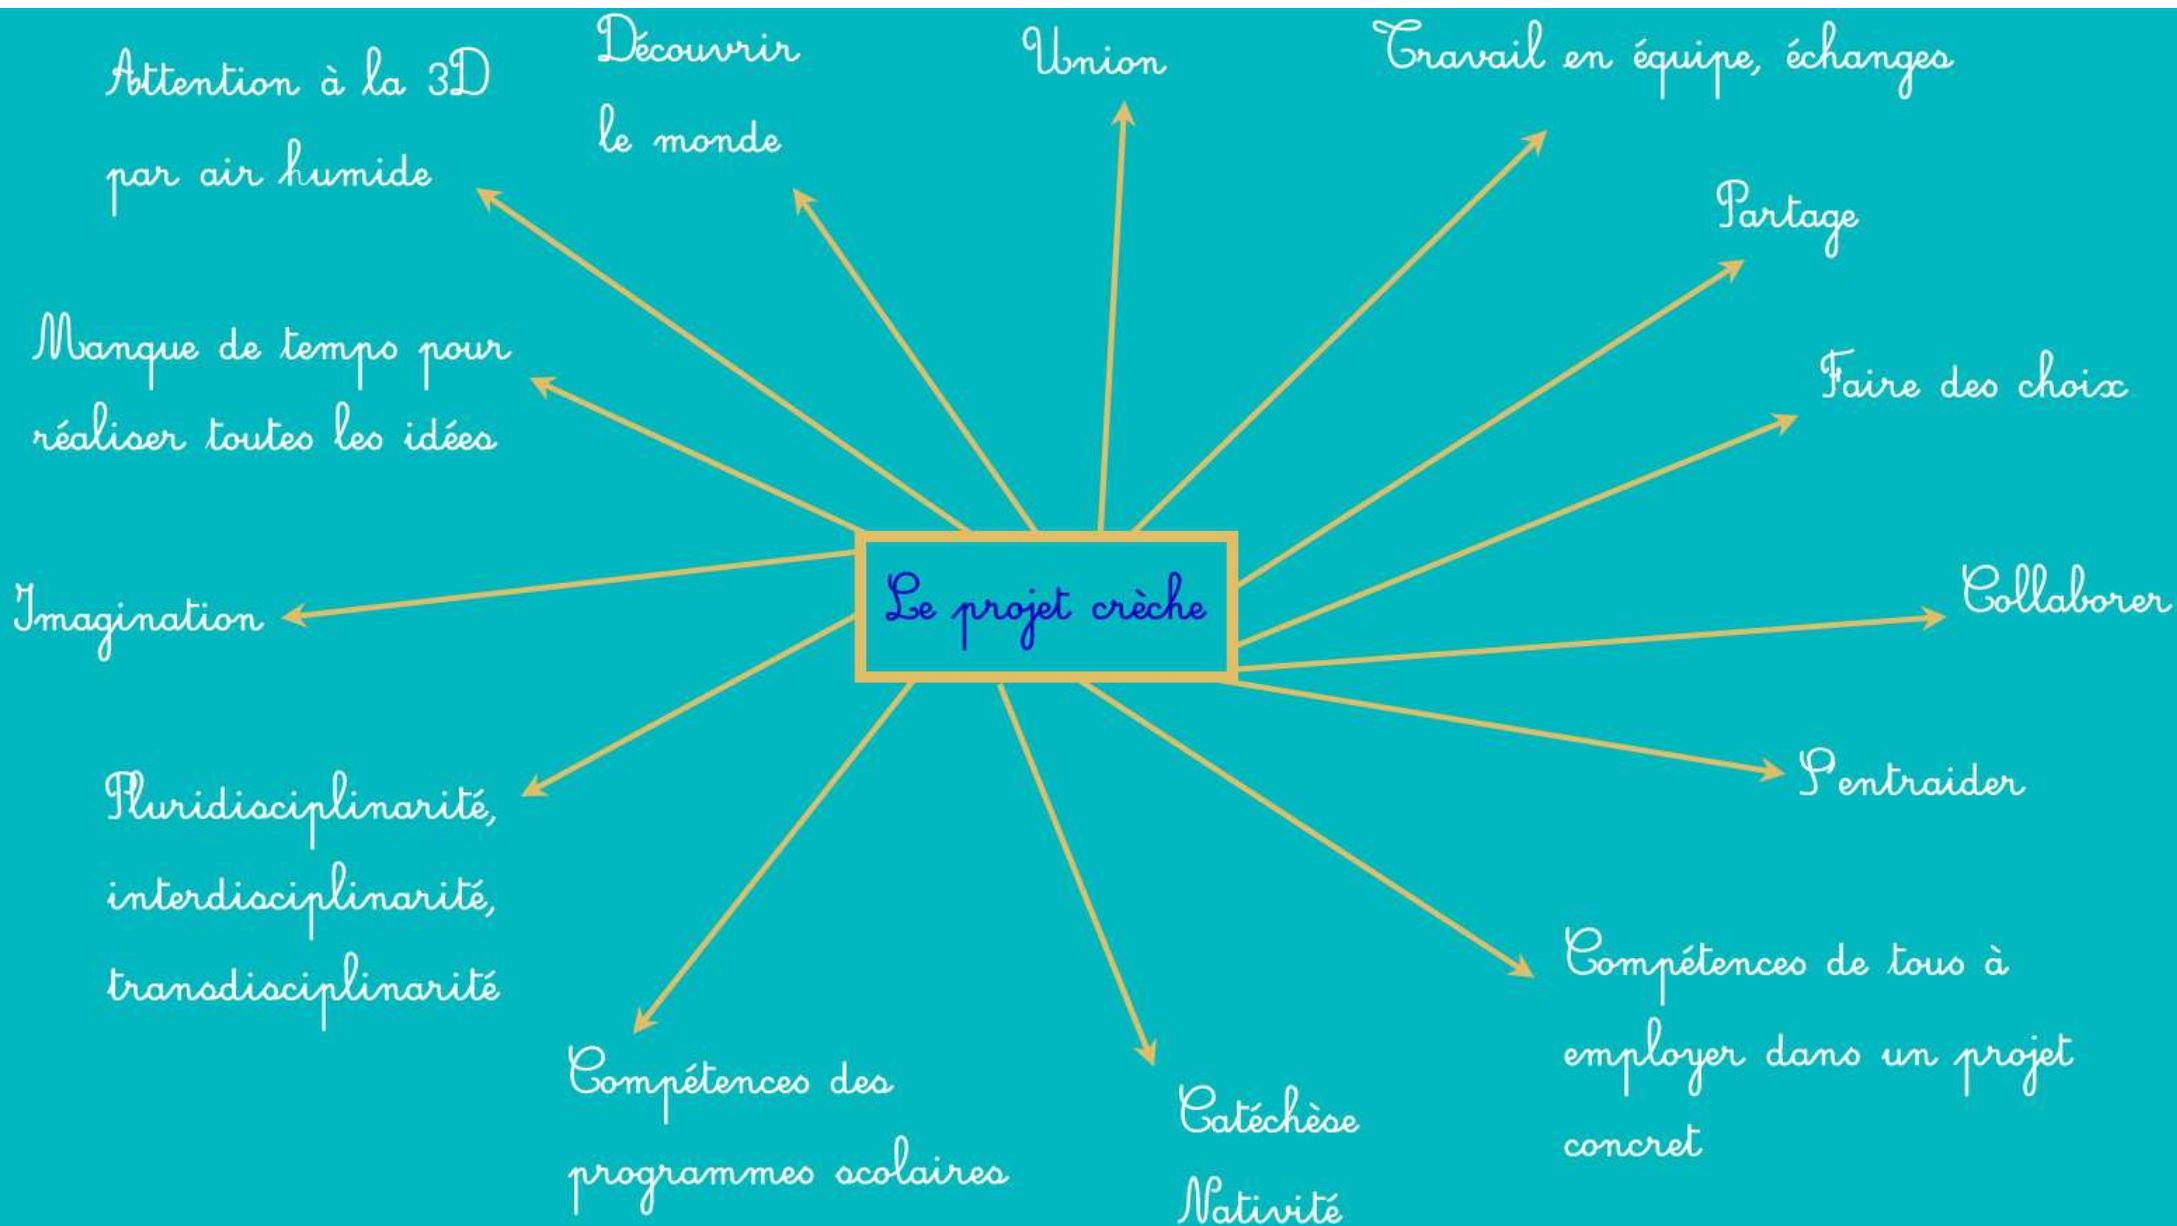 Attention à la 3D
par air humide
Découvrir
le monde
Union
Travail en équipe, échanges
Partage
Manque de temps pour
réaliser toutes les idées
Faire des choix
Imagination
Le projet crèche
Collaborer
S'entraider
Pluridisciplinarité,
interdisciplinarité,
transdisciplinarité
Compétences de tous à
employer dans un projet
concret
Compétences des
programmes scolaires
Catéchèse
Nativité